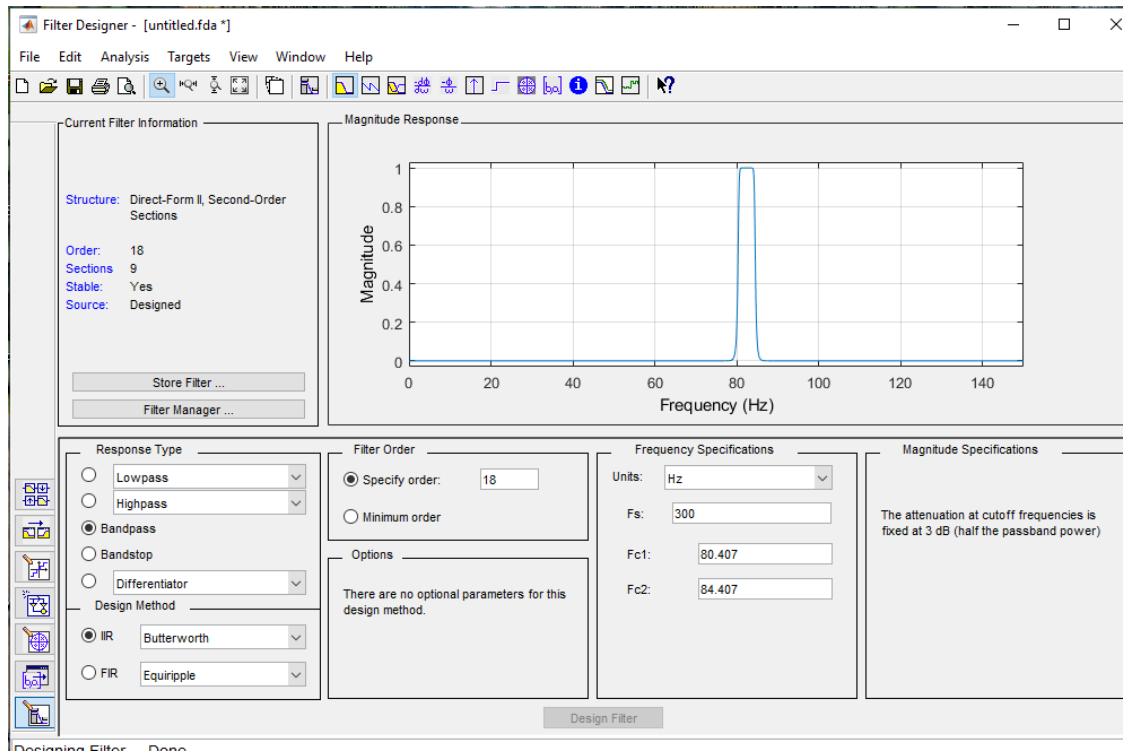 Filter Designer - [untitled.fda *]
File Edit Analysis Targets View Window Help
Current Filter Information
Structure: Direct-Form II, Second-Order
Sections
Order: 18
Sections 9
Stable: Yes
Source: Designed
Store Filter ...
Filter Manager ...
Magnitude Response
Magnitude
1
0.8
0.6
0.4
0.2
0
0 20 40 60 80 100 120 140
Frequency (Hz)
Response Type
Lowpass
Highpass
Bandpass
Bandstop
Differentiator
Design Method
IIR Butterworth
FIR Equiripple
Filter Order
Specify order: 18
Minimum order
Options
There are no optional parameters for this
design method.
Frequency Specifications
Units: Hz
Fs: 300
Fc1: 80.407
Fc2: 84.407
Magnitude Specifications
The attenuation at cutoff frequencies is
fixed at 3 dB (half the passband power)
Design Filter
Designing Filter ... Done